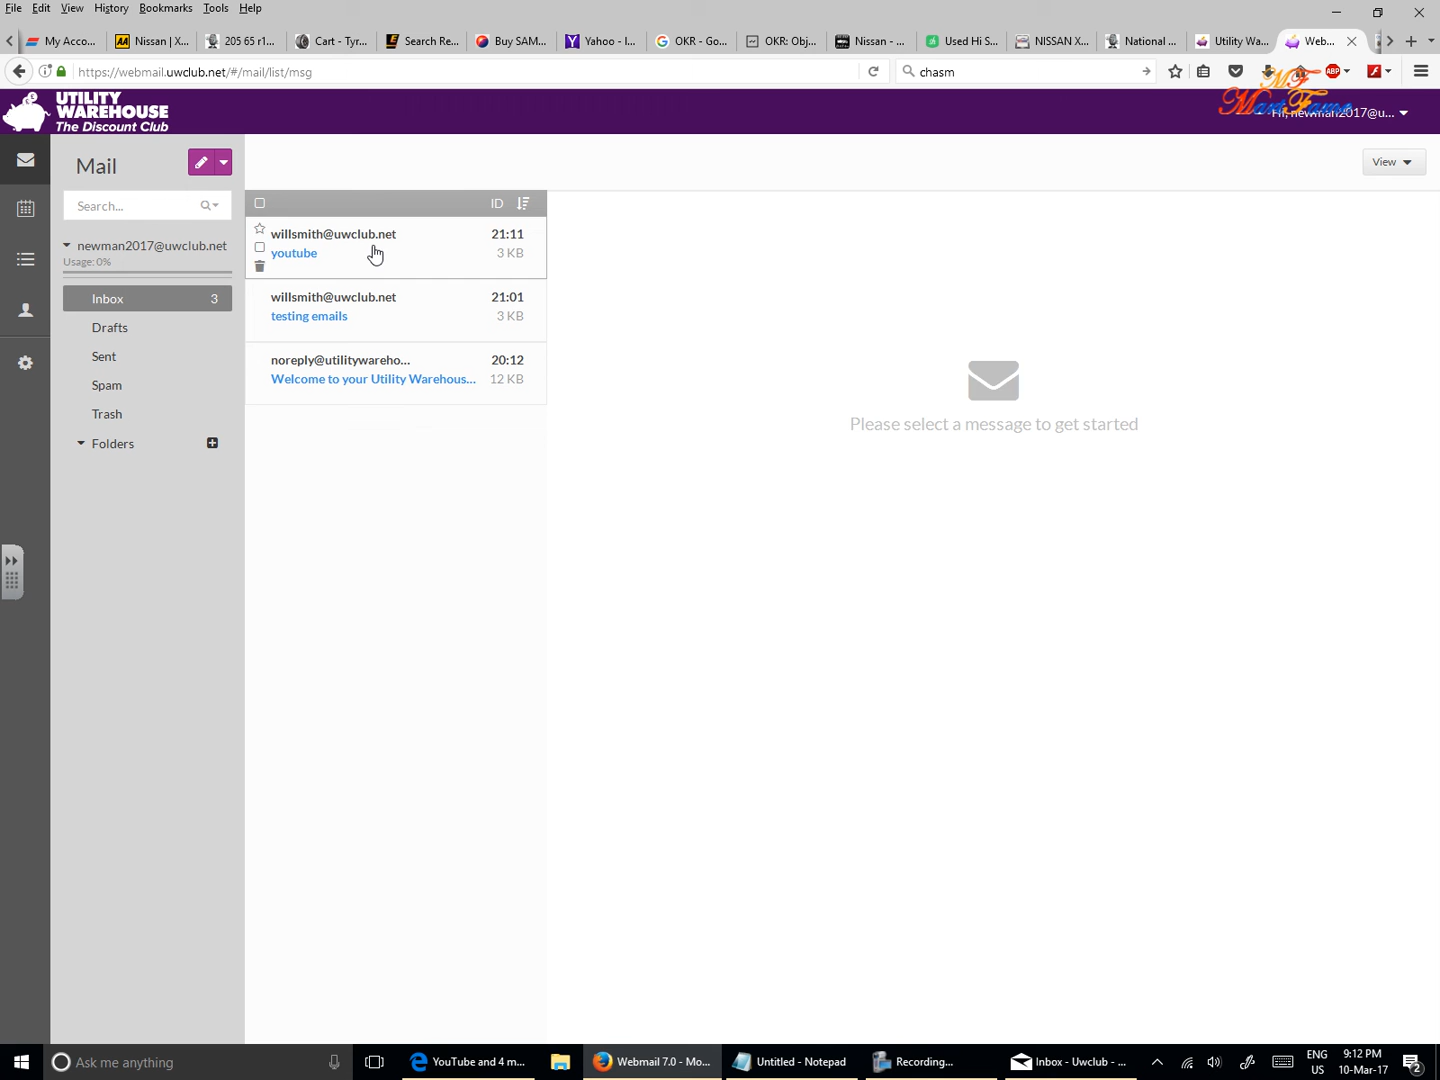 File Edit View History Bookmarks Tools Help
My Acco... Nissan | X... 205 65 r1... Cart - Tyr... Search Re... Buy SAM... Yahoo - I... OKR - Go... OKR: Obj... Nissan - ... Used Hi S... NISSAN X... National ... Utility Wa... Web...
https://webmail.uwclub.net/#/mail/list/msg
chasm
ABP
UTILITY
WAREHOUSE
The Discount Club
MF
MartFame
Hi, newman2017@u...
Mail
View
Search...
ID
newman2017@uwclub.net
Usage: 0%
Inbox 3
Drafts
Sent
Spam
Trash
Folders
willsmith@uwclub.net 21:11
youtube 3 KB
willsmith@uwclub.net 21:01
testing emails 3 KB
noreply@utilitywareho... 20:12
Welcome to your Utility Warehous... 12 KB
Please select a message to get started
Ask me anything
YouTube and 4 m...
Webmail 7.0 - Mo...
Untitled - Notepad
Recording...
Inbox - Uwclub - ...
ENG
US
9:12 PM
10-Mar-17
2